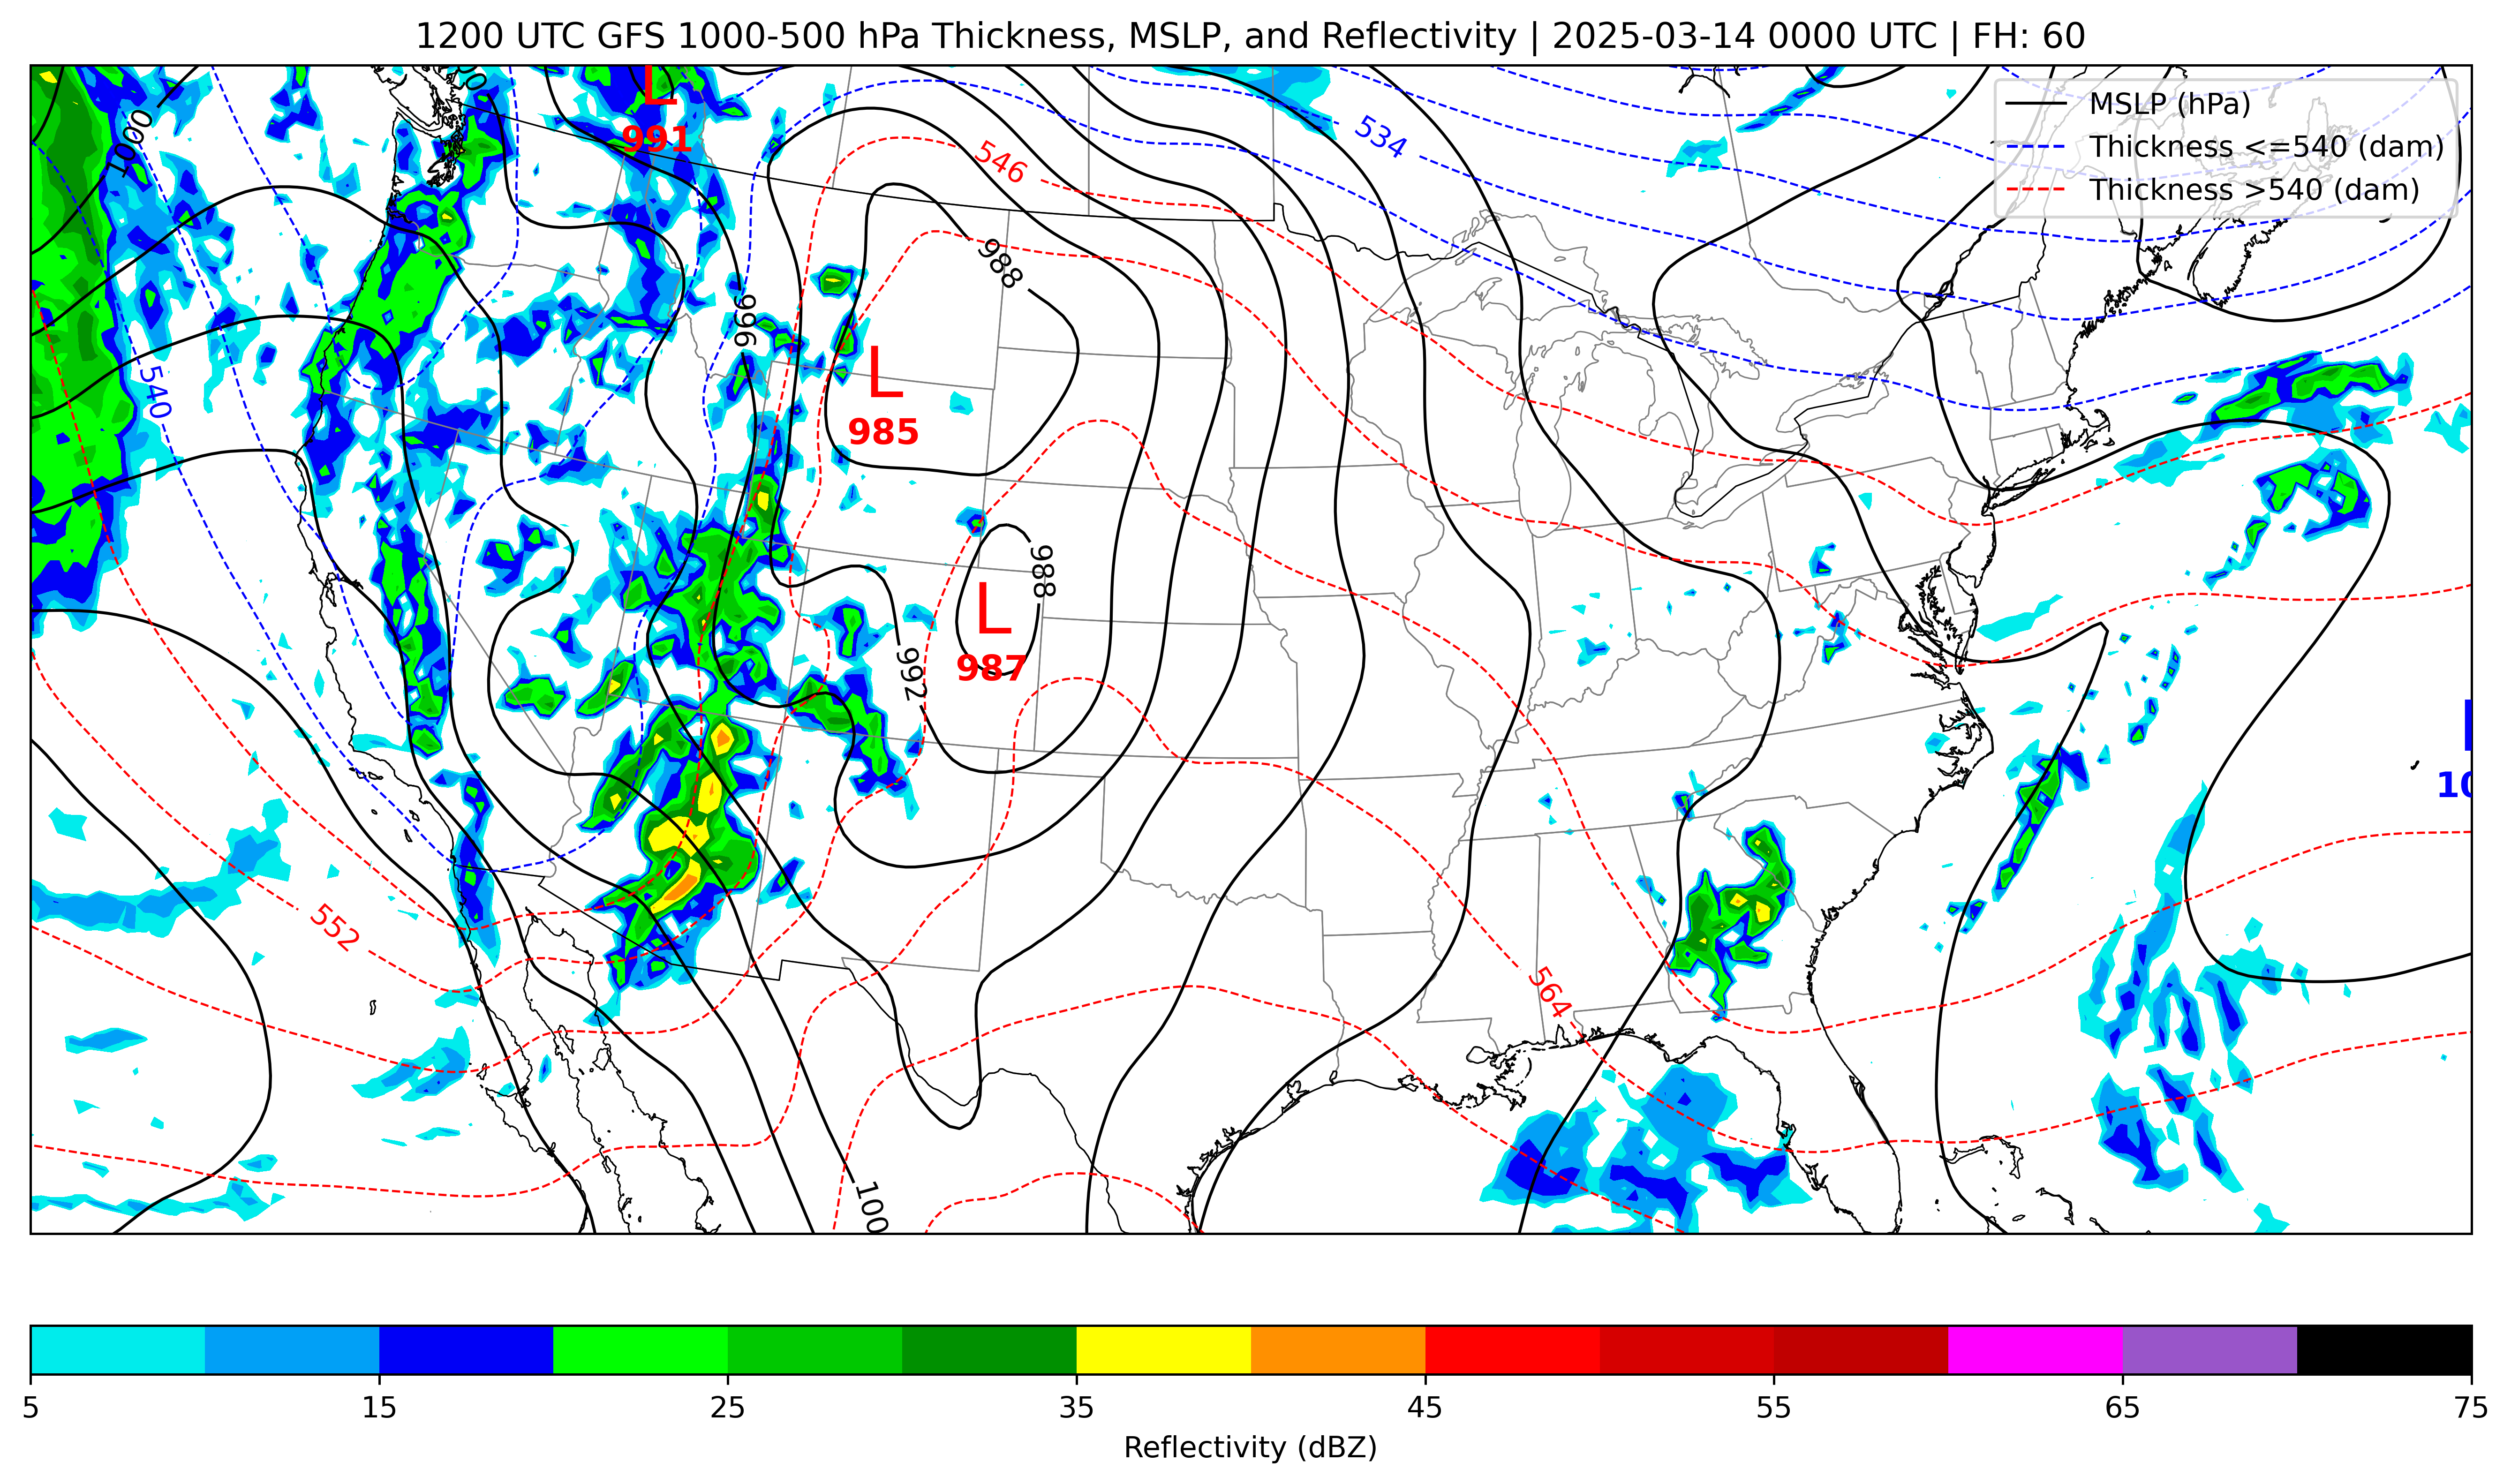 1200 UTC GFS 1000-500 hPa Thickness, MSLP, and Reflectivity | 2025-03-14 0000 UTC | FH: 60
MSLP (hPa)
Thickness <=540 (dam)
Thickness >540 (dam)
L
991
1000
534
546
988
996
L
985
540
988
L
987
992
10
552
564
100
5 15 25 35 45 55 65 75
Reflectivity (dBZ)